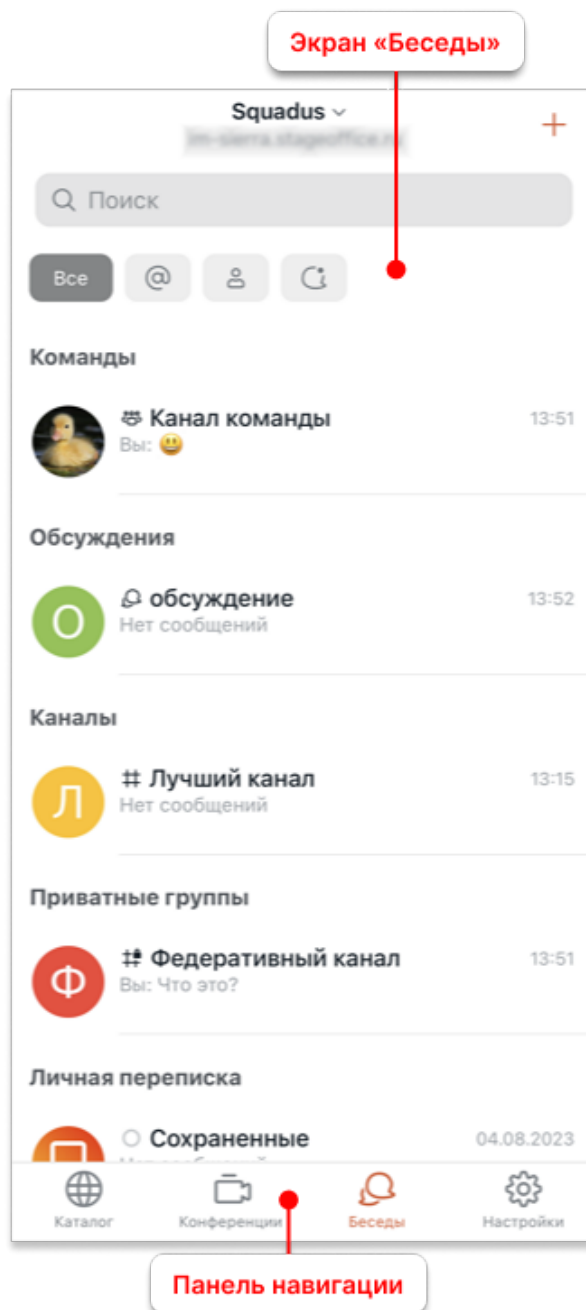 Экран «Беседы»
Squadus
Поиск
Все
Команды
Канал команды
13:51
Вы: 😃
Обсуждения
О
обсуждение
13:52
Нет сообщений
Каналы
Л
# Лучший канал
13:15
Нет сообщений
Приватные группы
Ф
Федеративный канал
13:51
Вы: Что это?
Личная переписка
Сохраненные
04.08.2023
Каталог
Конференции
Беседы
Настройки
Панель навигации